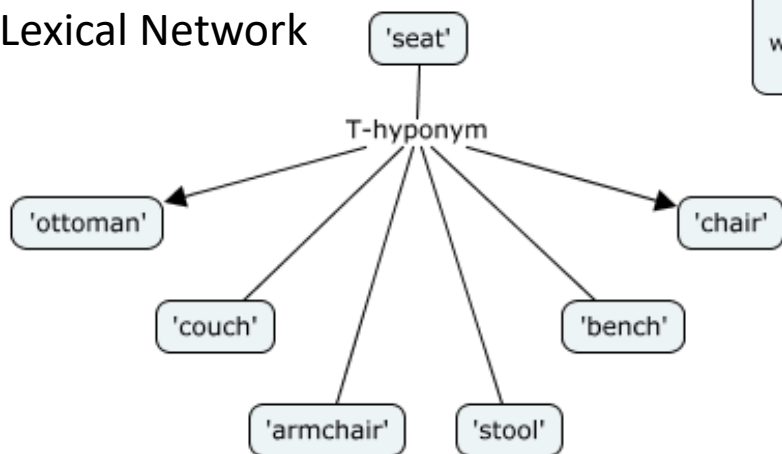 Lexical Network
'seat'
w
T-hyponym
'ottoman'
'chair'
'couch'
'bench'
'armchair'
'stool'